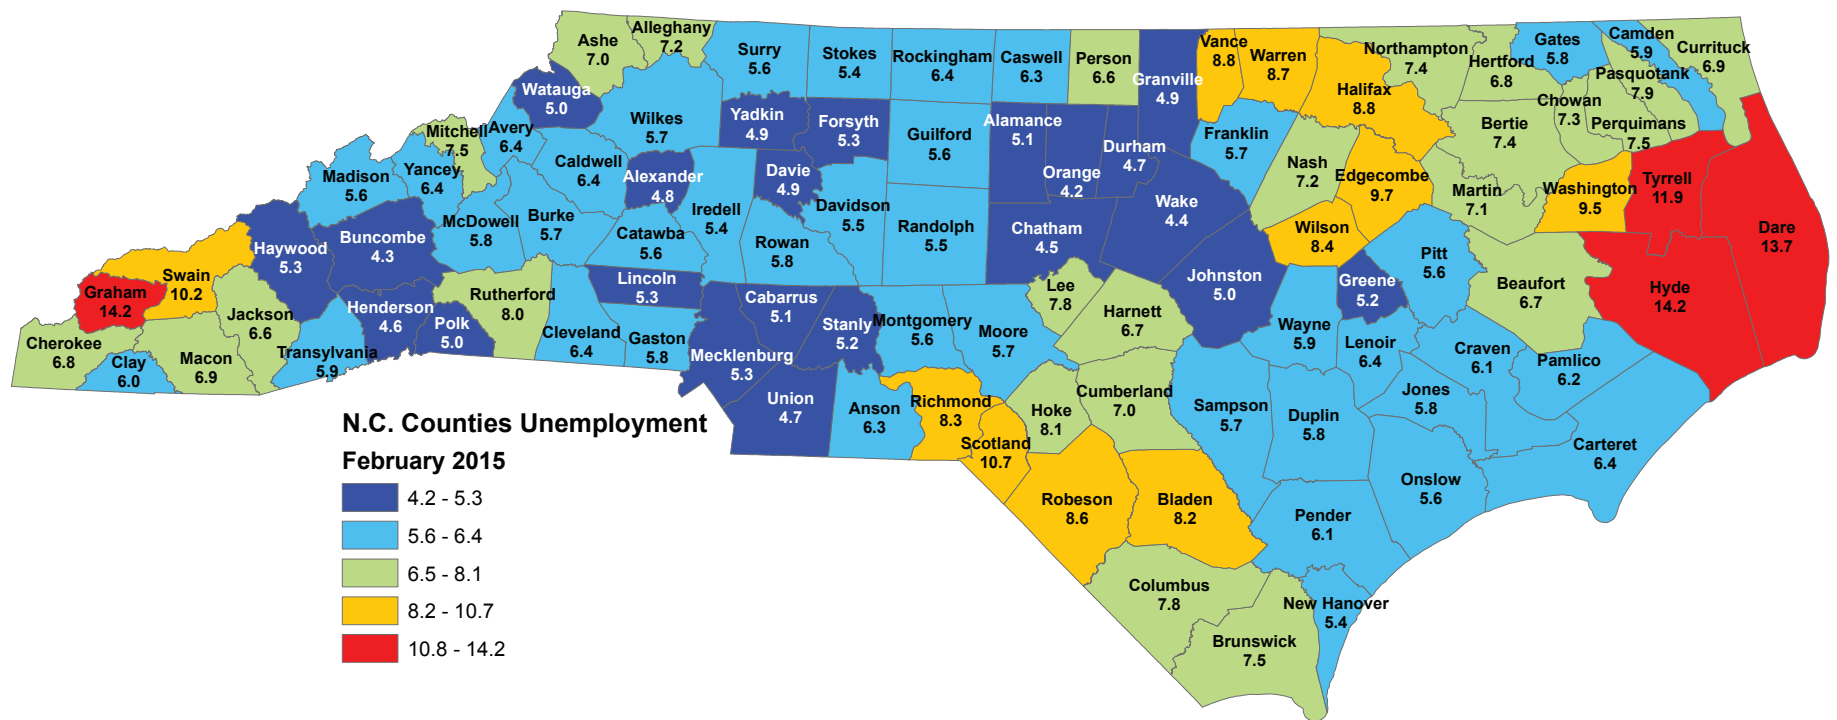 Ashe
7.0
Alleghany
7.2
Surry
5.6
Stokes
5.4
Rockingham
6.4
Caswell
6.3
Person
6.6
Granville
4.9
Vance
8.8
Warren
8.7
Halifax
8.8
Northampton
7.4
Hertford
6.8
Gates
5.8
Camden
5.9
Currituck
6.9
Pasquotank
7.9
Chowan
7.3
Perquimans
7.5
Bertie
7.4
Watauga
5.0
Wilkes
5.7
Yadkin
4.9
Forsyth
5.3
Guilford
5.6
Alamance
5.1
Orange
4.2
Durham
4.7
Franklin
5.7
Nash
7.2
Edgecombe
9.7
Martin
7.1
Washington
9.5
Tyrrell
11.9
Dare
13.7
Mitchell
7.5
Avery
6.4
Yancey
6.4
Madison
5.6
Caldwell
6.4
Alexander
4.8
Davie
4.9
Iredell
5.4
Davidson
5.5
Randolph
5.5
Chatham
4.5
Wake
4.4
Wilson
8.4
Pitt
5.6
Beaufort
6.7
Hyde
14.2
McDowell
5.8
Burke
5.7
Catawba
5.6
Rowan
5.8
Buncombe
4.3
Haywood
5.3
Swain
10.2
Graham
14.2
Jackson
6.6
Cherokee
6.8
Clay
6.0
Macon
6.9
Transylvania
5.9
Henderson
4.6
Polk
5.0
Rutherford
8.0
Cleveland
6.4
Lincoln
5.3
Gaston
5.8
Mecklenburg
5.3
Cabarrus
5.1
Stanly
5.2
Montgomery
5.6
Moore
5.7
Lee
7.8
Harnett
6.7
Johnston
5.0
Greene
5.2
Wayne
5.9
Lenoir
6.4
Craven
6.1
Pamlico
6.2
Jones
5.8
Carteret
6.4
Union
4.7
Anson
6.3
Richmond
8.3
Scotland
10.7
Hoke
8.1
Cumberland
7.0
Sampson
5.7
Duplin
5.8
Onslow
5.6
Robeson
8.6
Bladen
8.2
Pender
6.1
Columbus
7.8
New Hanover
5.4
Brunswick
7.5
N.C. Counties Unemployment
February 2015
4.2 - 5.3
5.6 - 6.4
6.5 - 8.1
8.2 - 10.7
10.8 - 14.2